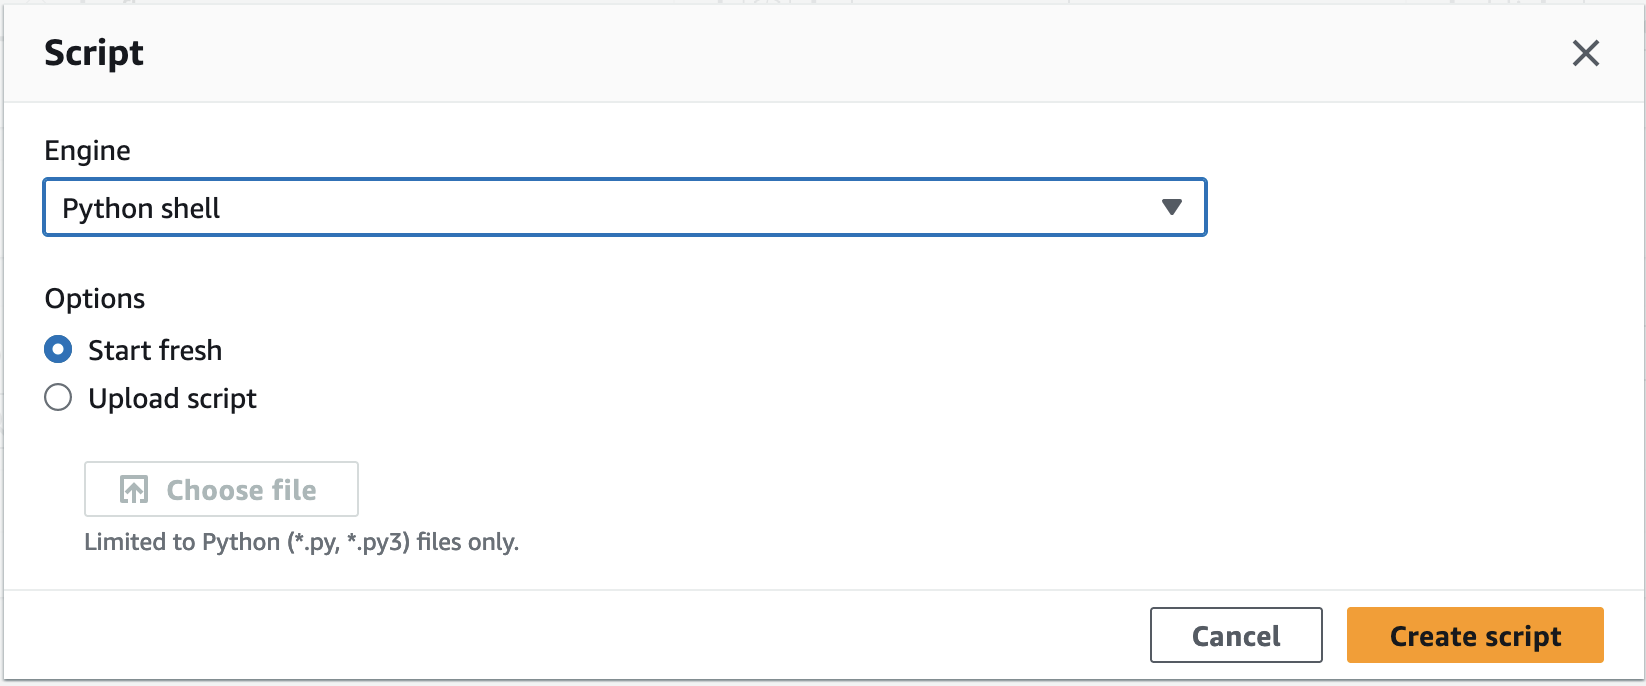 Script
Engine
Python shell
Options
Start fresh
Upload script
Choose file
Limited to Python (*.py, *.py3) files only.
Cancel
Create script